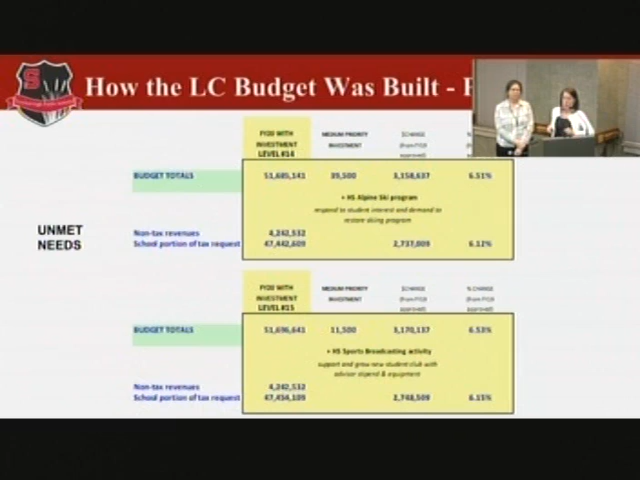 S
How the LC Budget Was Built -
UNMET
NEEDS
FY20 WITH
INVESTMENT
LEVEL #14
MEDIUM PRIORITY
INVESTMENT
$ CHANGE
(from FY19
approved)
BUDGET TOTALS 51,685,141 39,500 3,158,637 6.51%
• HS Alpine Ski program
respond to student interest and demand to
restore skiing program
Non-tax revenues 4,242,532
School portion of tax request 47,442,609 2,737,009 6.12%
FY20 WITH
INVESTMENT
LEVEL #15
MEDIUM PRIORITY
INVESTMENT
$ CHANGE
(from FY19
approved)
% CHANGE
(from FY19
approved)
BUDGET TOTALS 51,696,641 11,500 3,170,137 6.53%
• HS Sports Broadcasting activity
support and grow new student club with
advisor stipend & equipment
Non-tax revenues 4,242,532
School portion of tax request 47,454,109 2,748,509 6.15%